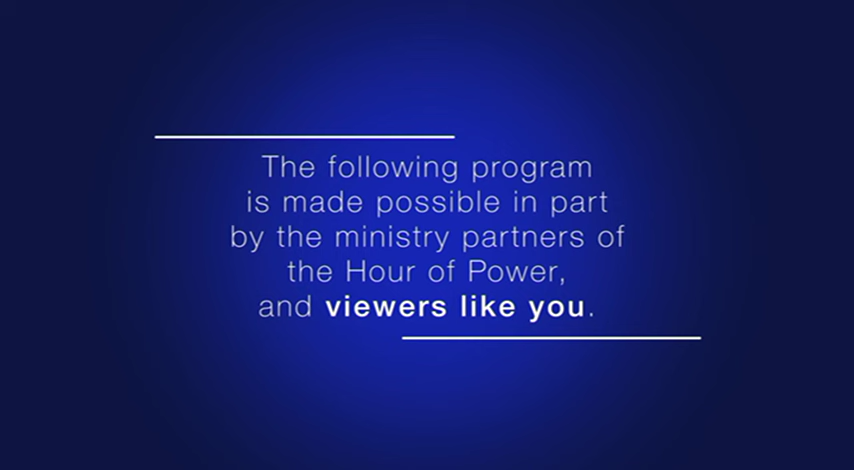 The following program
is made possible in part
by the ministry partners of
the Hour of Power,
and viewers like you.